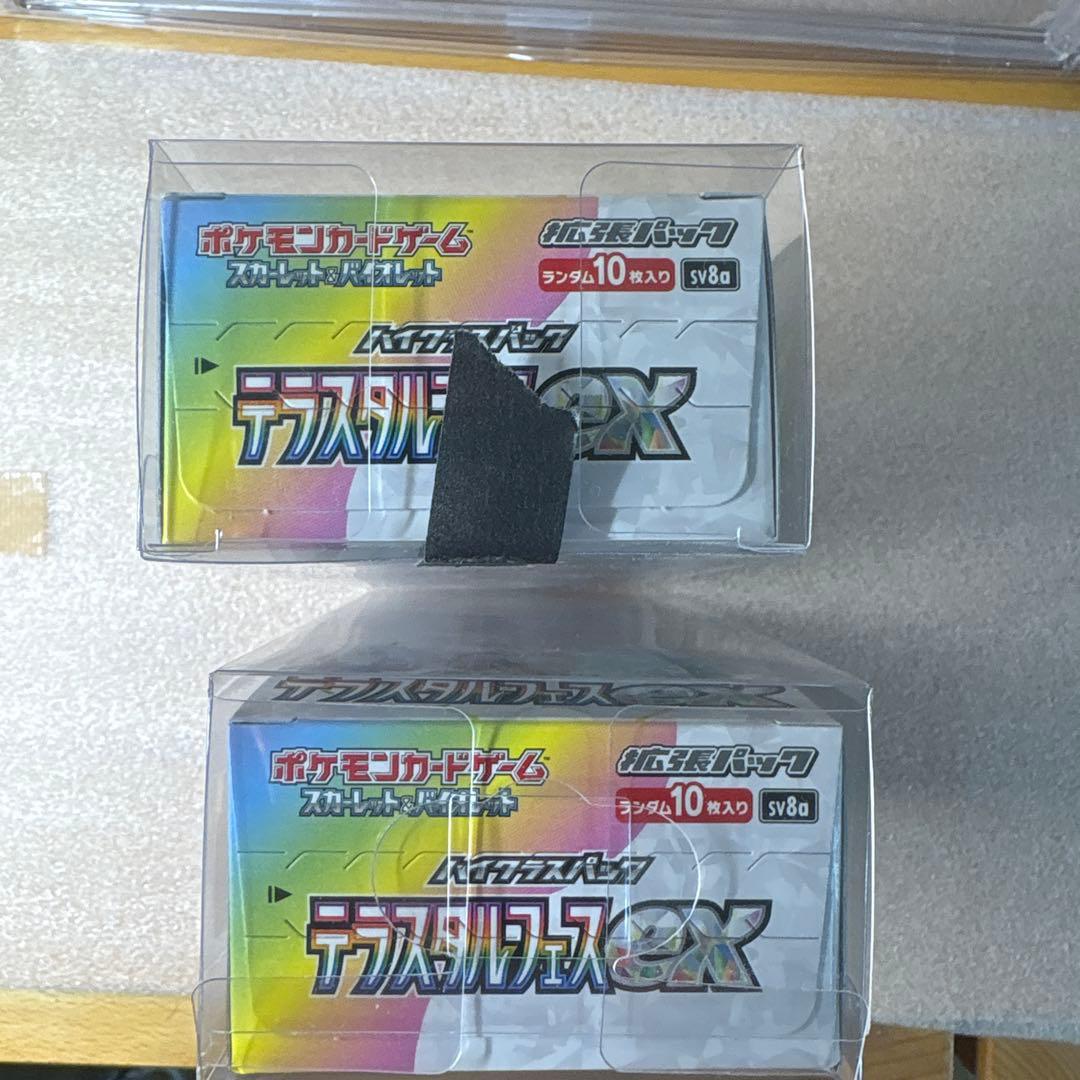 ポケモンカードゲーム™
スカーレット&バイオレット
拡張パック
ランダム10枚入り SV8a
ハイクラスパック
テラスタル ex
テラスタルフェスex
ポケモンカードゲーム
スカーレット&バイオレット
拡張パック
ランダム10枚入り SV8a
ハイクラスパック
テラスタルフェスex